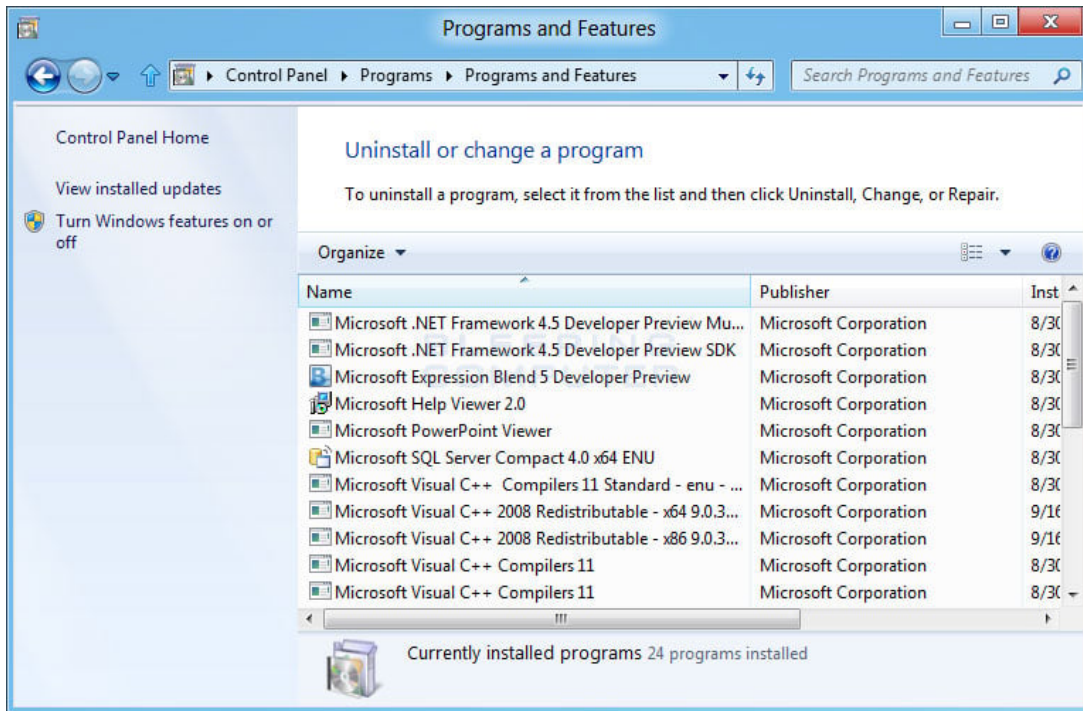 Programs and Features
Control Panel Programs Programs and Features
Search Programs and Features
Control Panel Home
View installed updates
Turn Windows features on or
off
Uninstall or change a program
To uninstall a program, select it from the list and then click Uninstall, Change, or Repair.
Organize
Name Publisher Inst
Microsoft .NET Framework 4.5 Developer Preview Mu... Microsoft Corporation 8/30
Microsoft .NET Framework 4.5 Developer Preview SDK Microsoft Corporation 8/30
Microsoft Expression Blend 5 Developer Preview Microsoft Corporation 8/30
Microsoft Help Viewer 2.0 Microsoft Corporation 8/30
Microsoft PowerPoint Viewer Microsoft Corporation 8/30
Microsoft SQL Server Compact 4.0 x64 ENU Microsoft Corporation 8/30
Microsoft Visual C++ Compilers 11 Standard - enu - ... Microsoft Corporation 8/30
Microsoft Visual C++ 2008 Redistributable - x64 9.0.3... Microsoft Corporation 9/16
Microsoft Visual C++ 2008 Redistributable - x86 9.0.3... Microsoft Corporation 9/16
Microsoft Visual C++ Compilers 11 Microsoft Corporation 8/30
Microsoft Visual C++ Compilers 11 Microsoft Corporation 8/30
BLEEPING
COMPUTER
Currently installed programs 24 programs installed